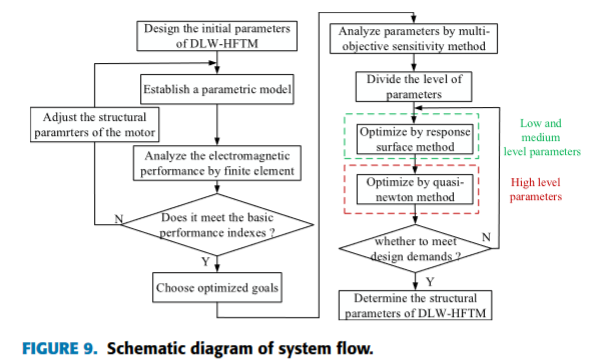 Design the initial parameters
of DLW-HFTM
Establish a parametric model
Adjust the structural
paramrters of the motor
Analyze the electromagnetic
performance by finite element
N
Does it meet the basic
performance indexes ?
Y
Choose optimized goals
Analyze parameters by multi-
objective sensitivity method
Divide the level of
parameters
Optimize by response
surface method
Low and
medium
level parameters
Optimize by quasi-
newton method
High level
parameters
whether to meet
design demands ?
N
Y
Determine the structural
parameters of DLW-HFTM
FIGURE 9. Schematic diagram of system flow.